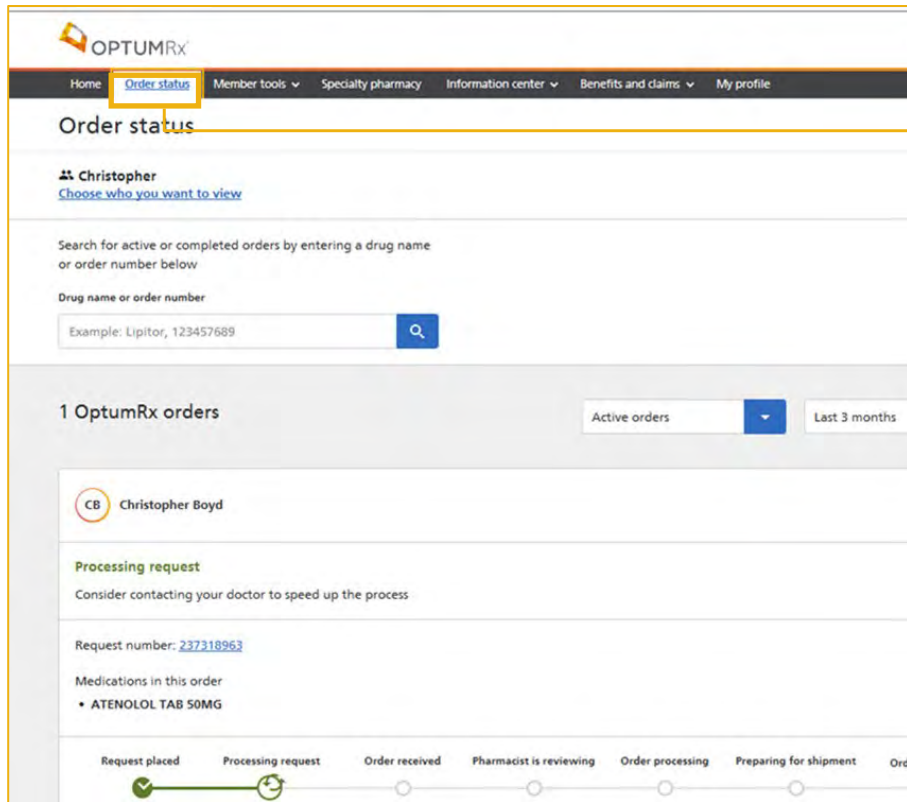 OPTUMRx
Home Order status Member tools Specialty pharmacy Information center Benefits and claims My profile
Order status
Christopher
Choose who you want to view
Search for active or completed orders by entering a drug name
or order number below
Drug name or order number
Example: Lipitor, 123457689
1 OptumRx orders
Active orders
Last 3 months
CB Christopher Boyd
Processing request
Consider contacting your doctor to speed up the process
Request number: 237318963
Medications in this order
• ATENOLOL TAB 50MG
Request placed Processing request Order received Pharmacist is reviewing Order processing Preparing for shipment Ord